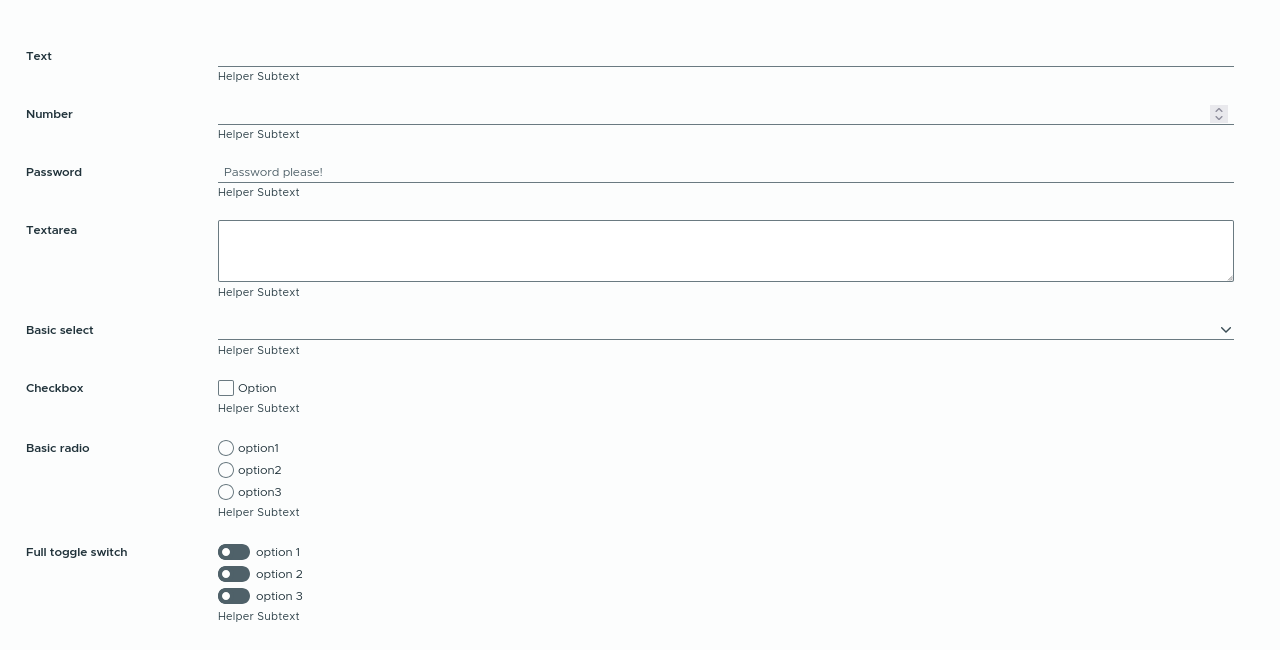 Text
Helper Subtext
Number
Helper Subtext
Password Password please!
Helper Subtext
Textarea
Helper Subtext
Basic select
Helper Subtext
Checkbox Option
Helper Subtext
Basic radio option1
option2
option3
Helper Subtext
Full toggle switch option 1
option 2
option 3
Helper Subtext